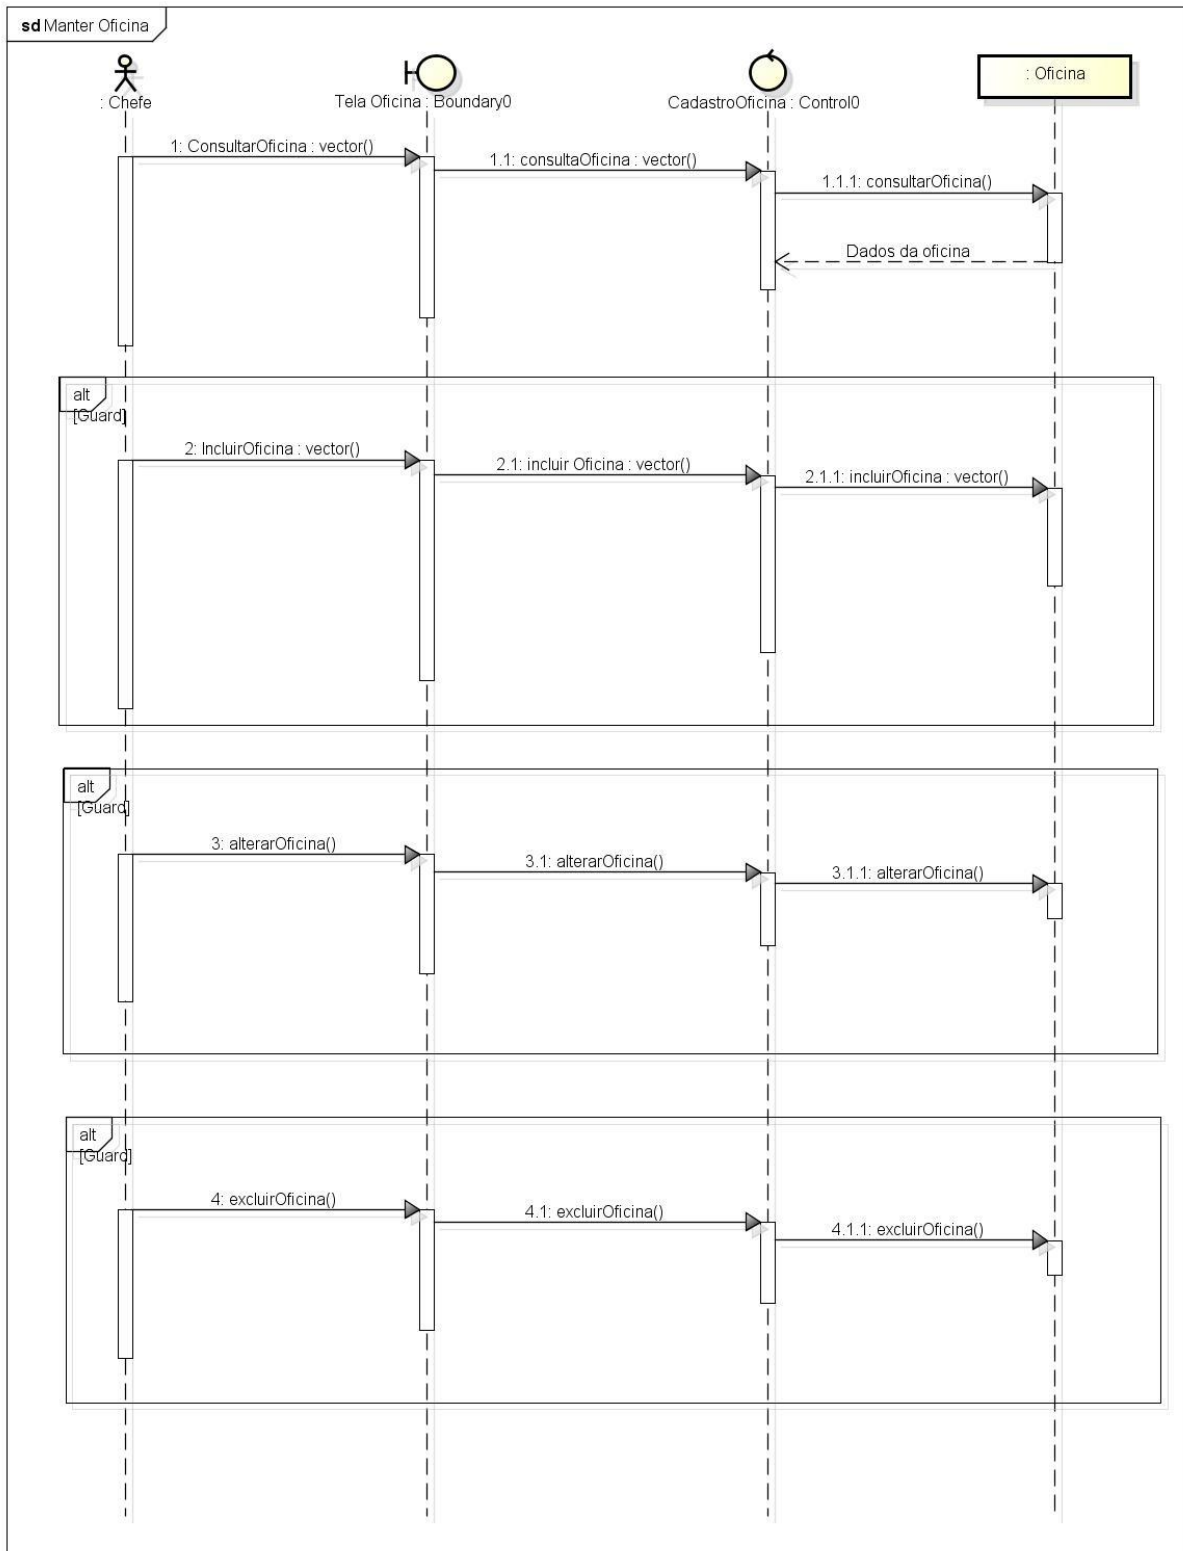 sd Manter Oficina
: Chefe
Tela Oficina : Boundary0
CadastroOficina : Control0
: Oficina
1: ConsultarOficina : vector()
1.1: consultaOficina : vector()
1.1.1: consultarOficina()
Dados da oficina
alt
[Guard]
2: IncluirOficina : vector()
2.1: incluir Oficina : vector()
2.1.1: incluirOficina : vector()
alt
[Guard]
3: alterarOficina()
3.1: alterarOficina()
3.1.1: alterarOficina()
alt
[Guard]
4: excluirOficina()
4.1: excluirOficina()
4.1.1: excluirOficina()